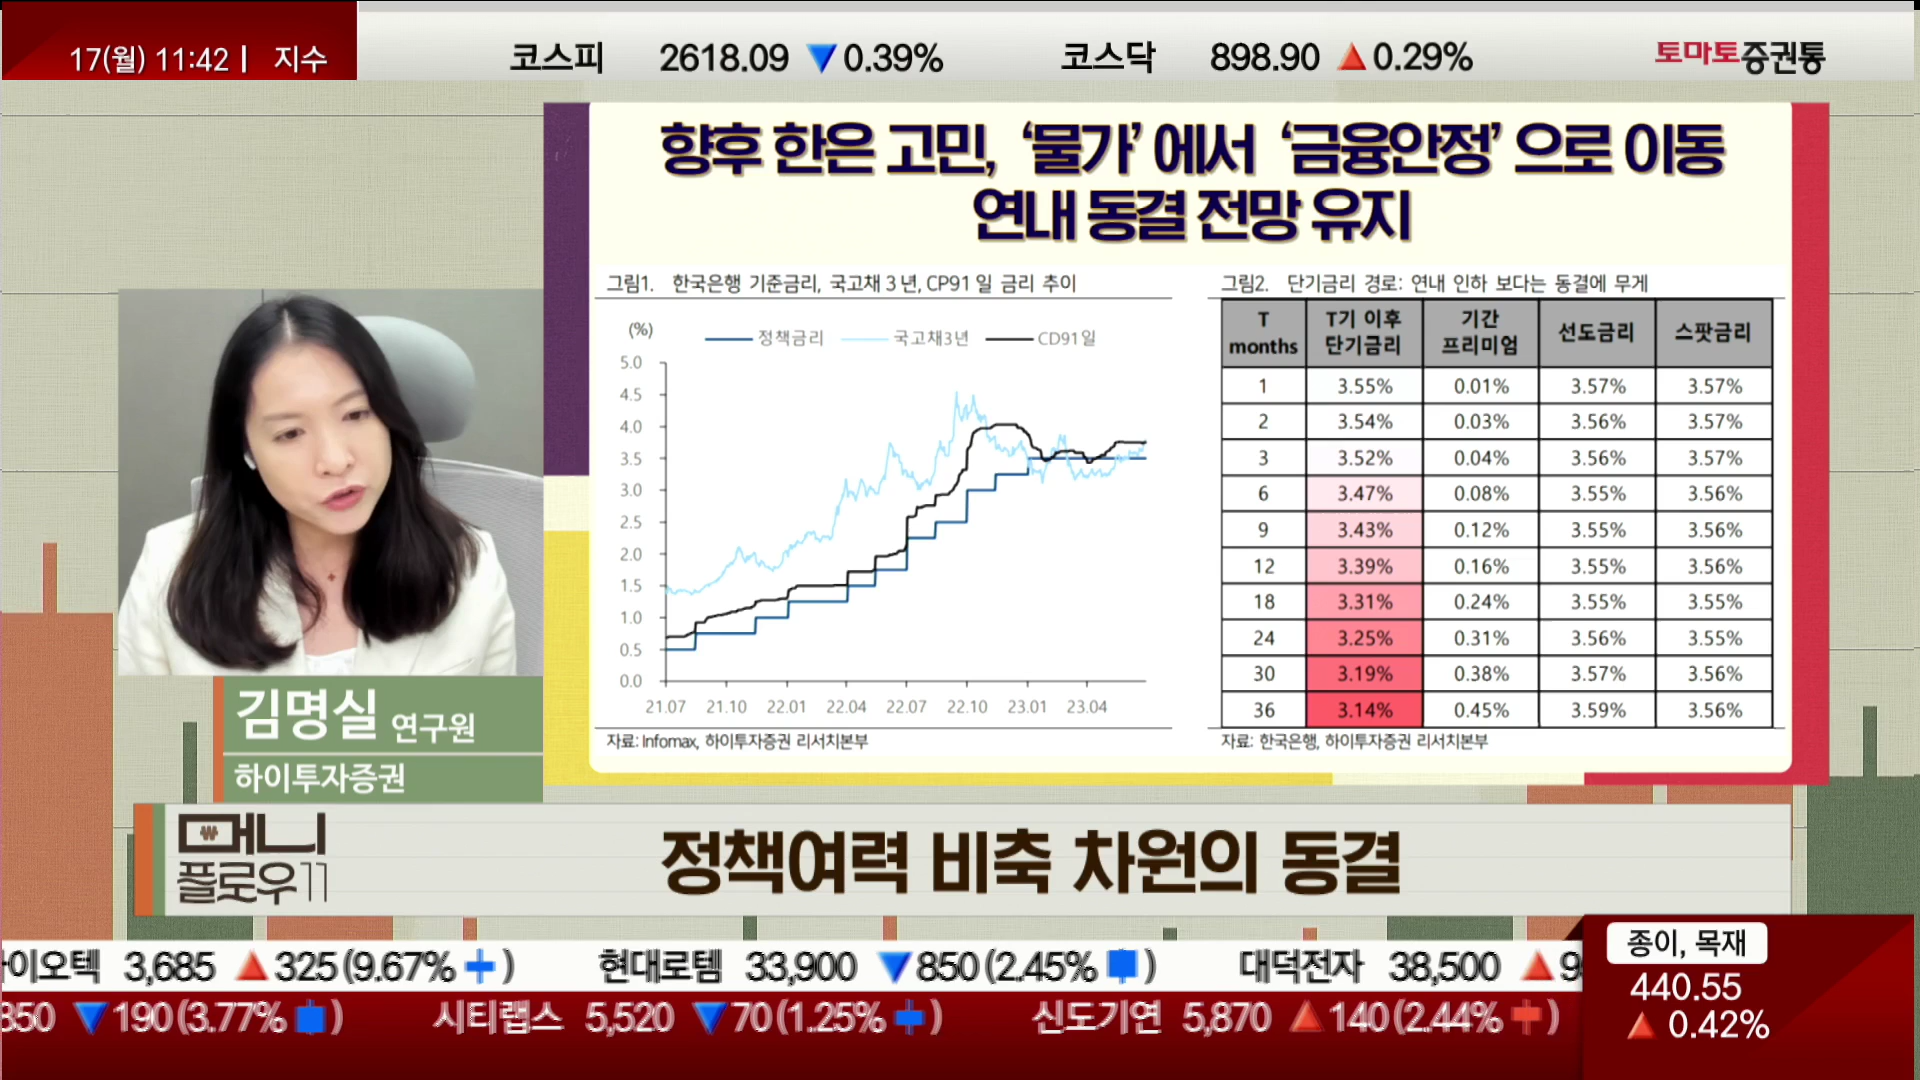 17(월) 11:42 | 지수
코스피 2618.09 ▼ 0.39%
코스닥 898.90 ▲ 0.29%
토마토증권통
향후 한은 고민, ‘물가’ 에서 ‘금융안정’ 으로 이동
연내 동결 전망 유지
그림1. 한국은행 기준금리, 국고채 3년, CP91일 금리 추이
(%)
정책금리 국고채3년 CD91일
5.0
4.5
4.0
3.5
3.0
2.5
2.0
1.5
1.0
0.5
0.0
21.07 21.10 22.01 22.04 22.07 22.10 23.01 23.04
자료: Infomax, 하이투자증권 리서치본부
그림2. 단기금리 경로: 연내 인하 보다는 동결에 무게
T months T기 이후 단기금리 기간 프리미엄 선도금리 스팟금리
1 3.55% 0.01% 3.57% 3.57%
2 3.54% 0.03% 3.56% 3.57%
3 3.52% 0.04% 3.56% 3.57%
6 3.47% 0.08% 3.55% 3.56%
9 3.43% 0.12% 3.55% 3.56%
12 3.39% 0.16% 3.55% 3.56%
18 3.31% 0.24% 3.55% 3.55%
24 3.25% 0.31% 3.56% 3.55%
30 3.19% 0.38% 3.57% 3.56%
36 3.14% 0.45% 3.59% 3.56%
자료: 한국은행, 하이투자증권 리서치본부
김명실 연구원
하이투자증권
머니
플로우11
정책여력 비축 차원의 동결
이오텍 3,685 ▲ 325(9.67% + ) 현대로템 33,900 ▼ 850(2.45% ) 대덕전자 38,500 ▲
850 ▼ 190(3.77% ) 시티랩스 5,520 ▼ 70(1.25% + ) 신도기연 5,870 ▲ 140(2.44% + )
종이, 목재
440.55
▲ 0.42%